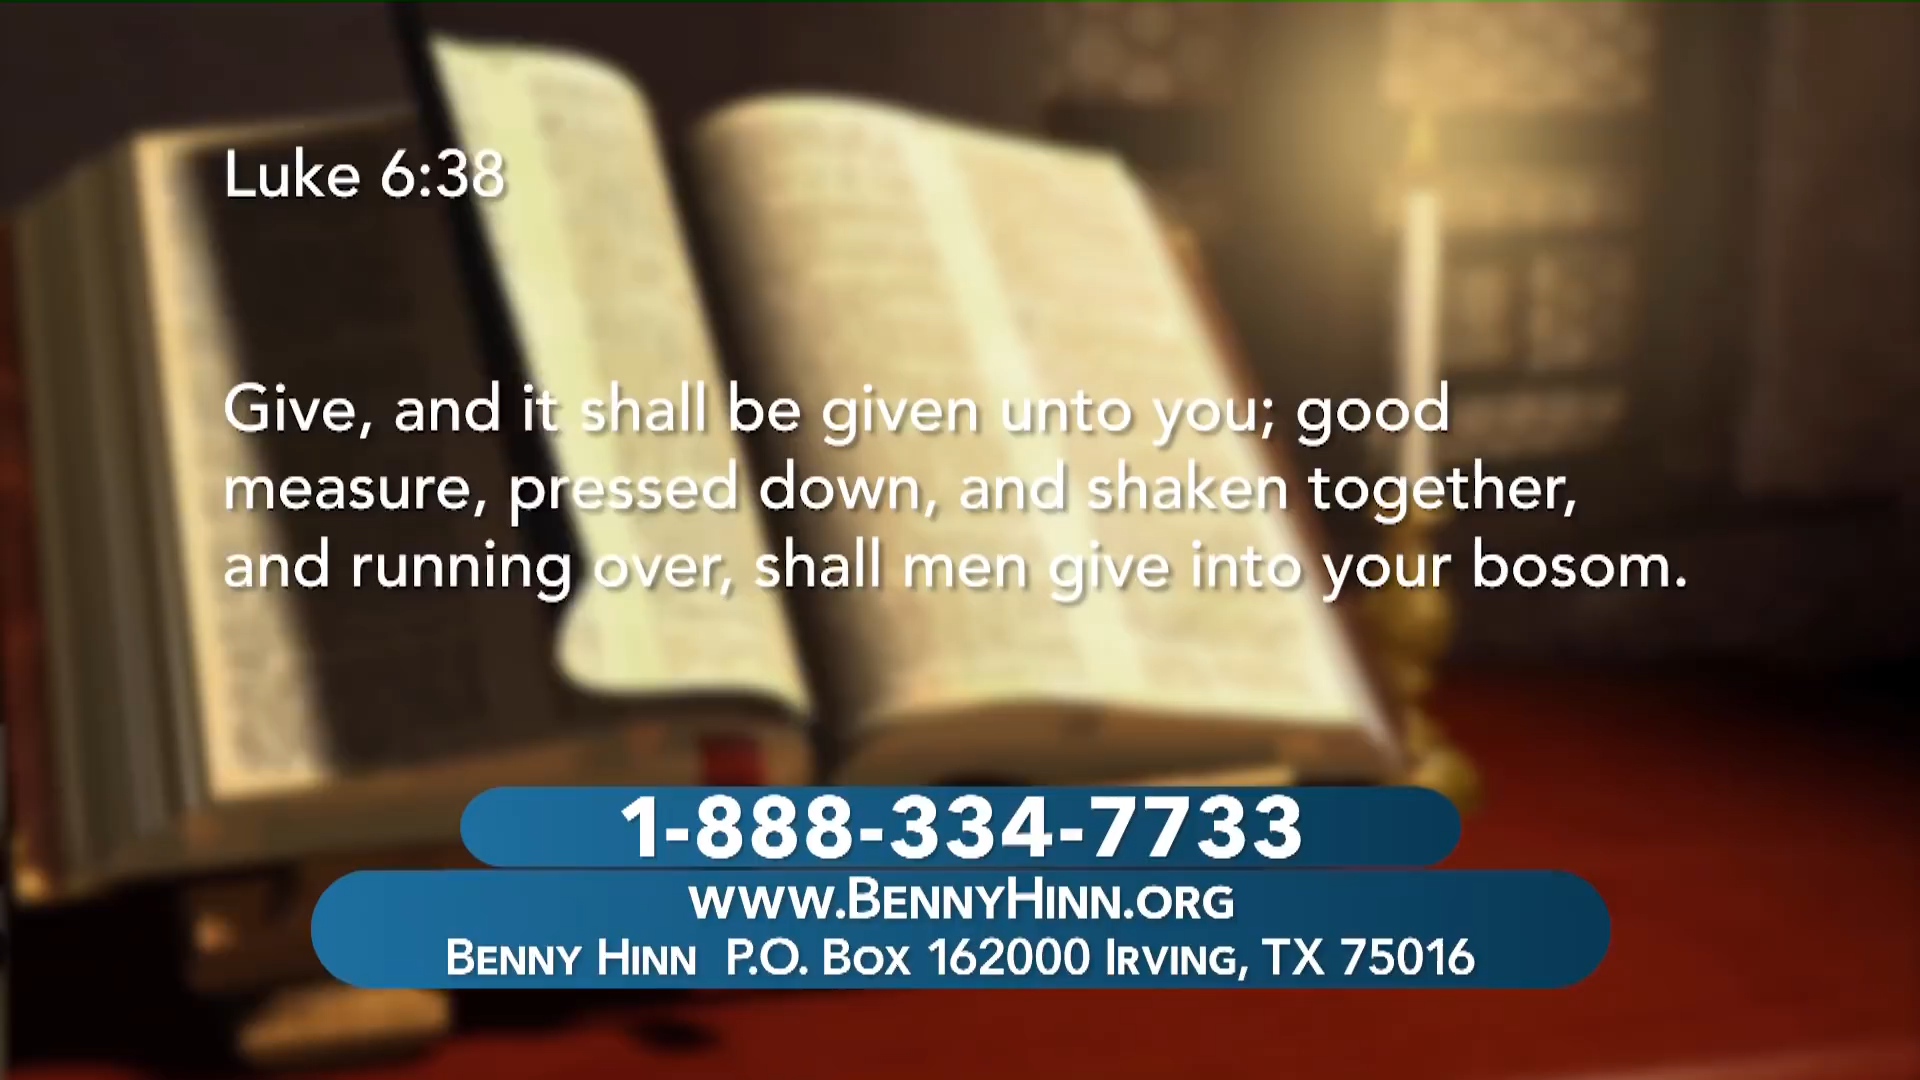 Luke 6:38
Give, and it shall be given unto you; good
measure, pressed down, and shaken together,
and running over, shall men give into your bosom.
1-888-334-7733
www.BennyHinn.org
Benny Hinn P.O. Box 162000 Irving, TX 75016